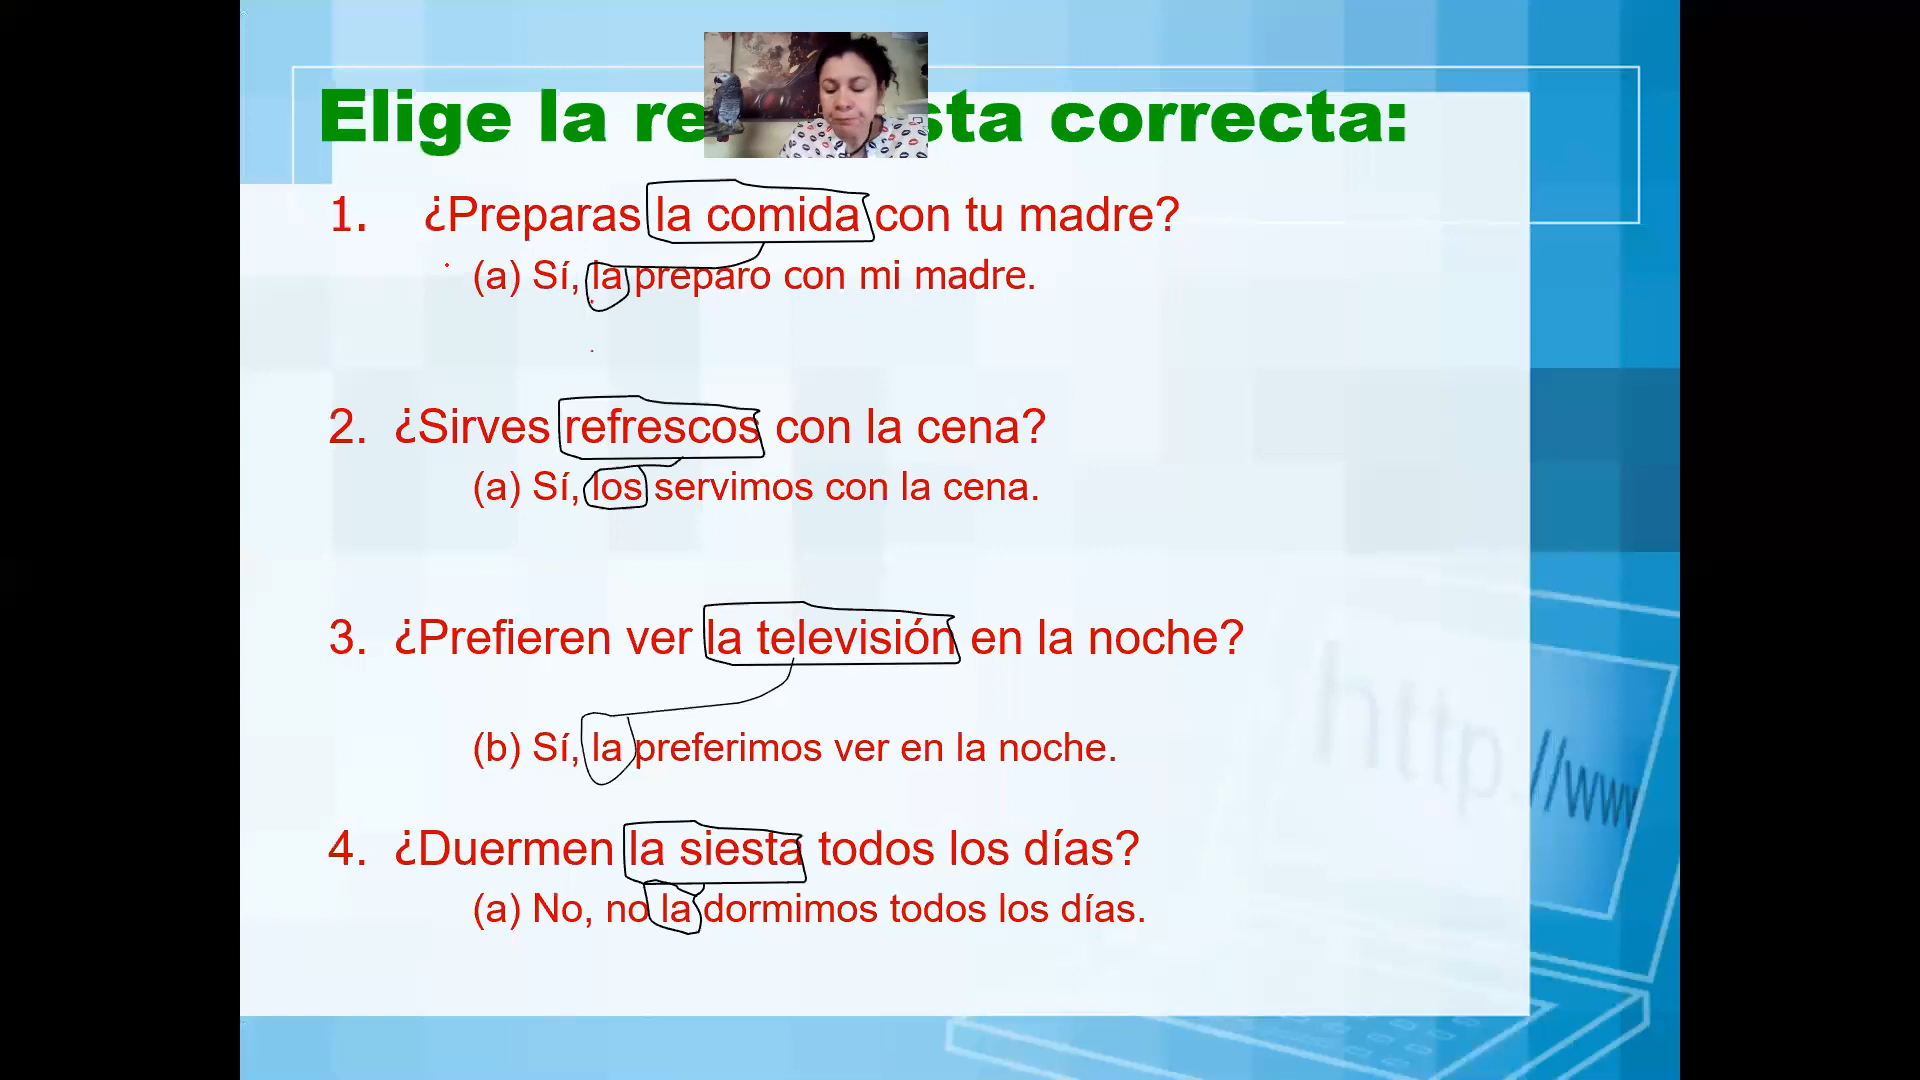 Elige la re sta correcta:
1. ¿Preparas la comida con tu madre?
(a) Sí, la preparo con mi madre.
2. ¿Sirves refrescos con la cena?
(a) Sí, los servimos con la cena.
3. ¿Prefieren ver la televisión en la noche?
(b) Sí, la preferimos ver en la noche.
4. ¿Duermen la siesta todos los días?
(a) No, no la dormimos todos los días.
http://www